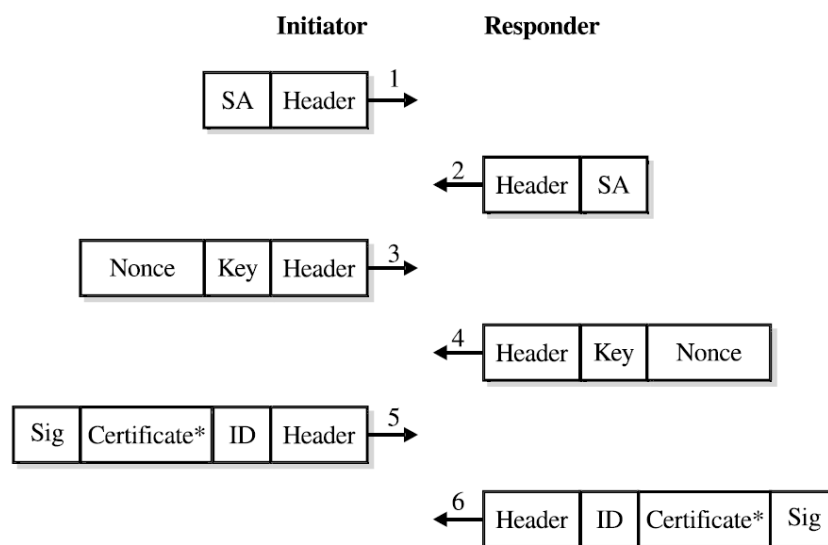 Initiator Responder
1
SA Header
2
Header SA
Nonce Key Header 3
4
Header Key Nonce
5
Sig Certificate* ID Header
6
Header ID Certificate* Sig